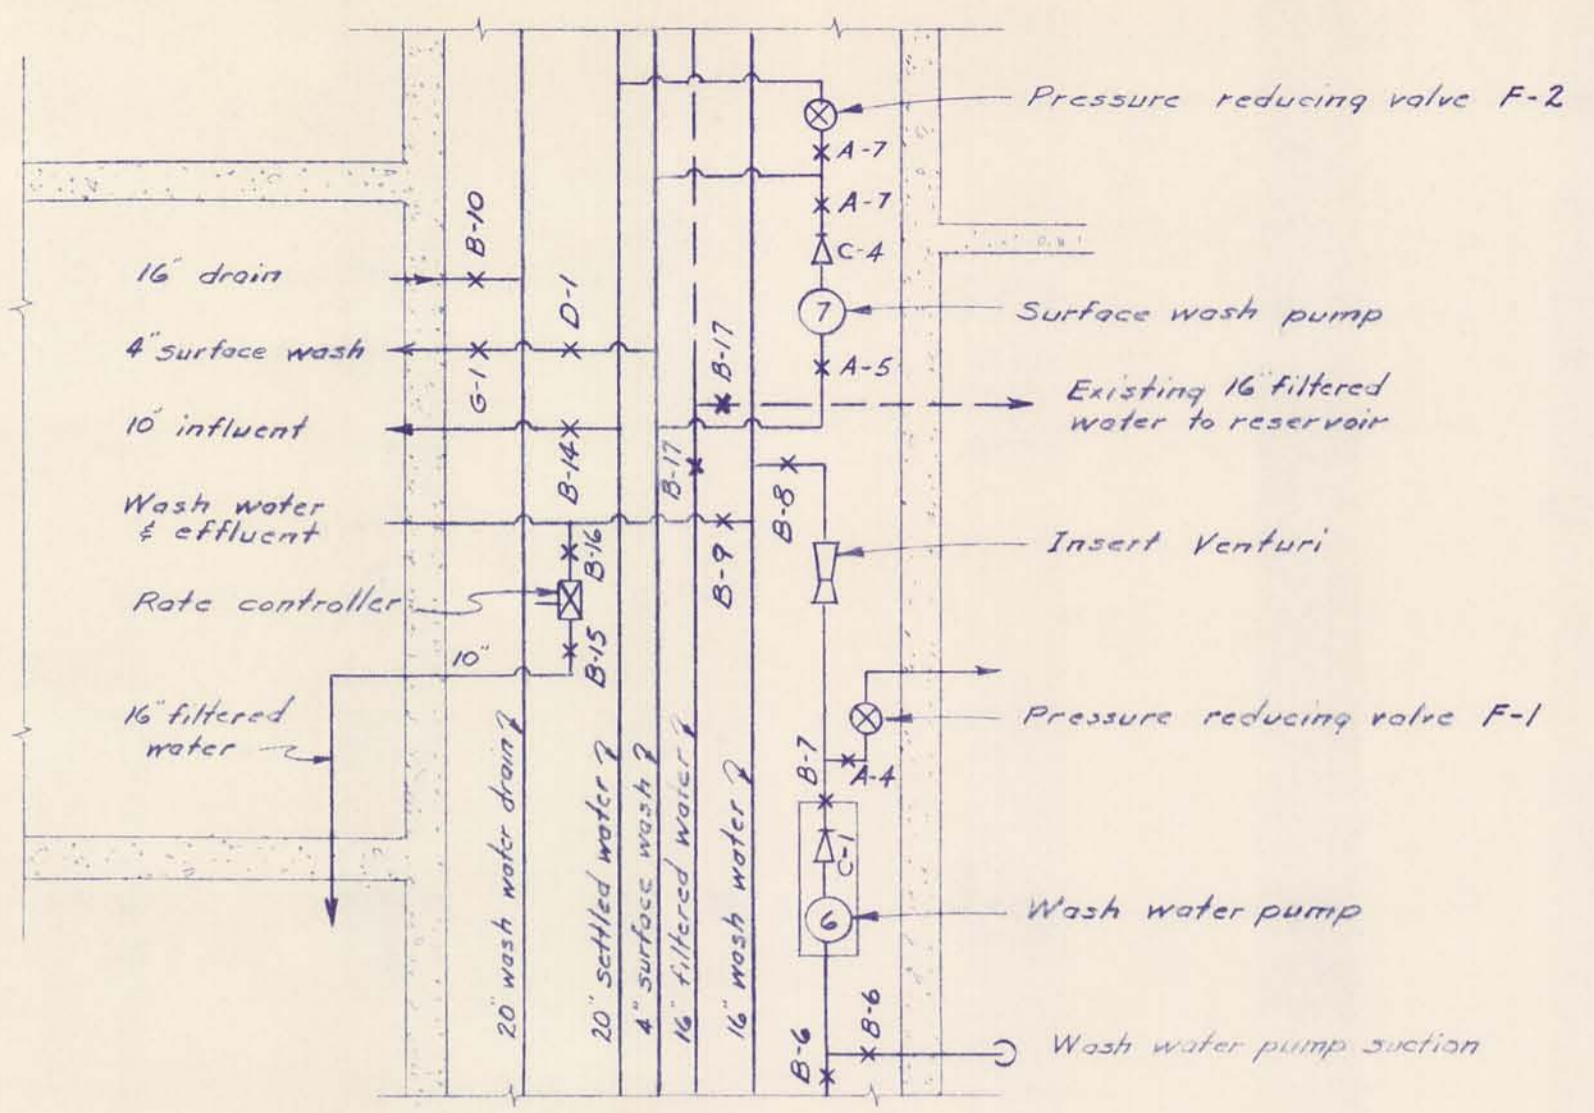 Pressure reducing valve F-2
A-7
A-7
B-10
C-4
16" drain
D-1
7
Surface wash pump
4" surface wash
B-17
A-5
G-1
Existing 16" filtered
water to reservoir
10" influent
B-14
B-17
B-8
Wash water
& effluent
B-16
B-9
Insert Venturi
Rate controller
B-15
10"
16" filtered
water
Pressure reducing valve F-1
B-7
A-4
20" wash water drain
20" settled water
4" surface wash
16" filtered water
16" wash water
C-1
6
Wash water pump
B-6
B-6
Wash water pump suction